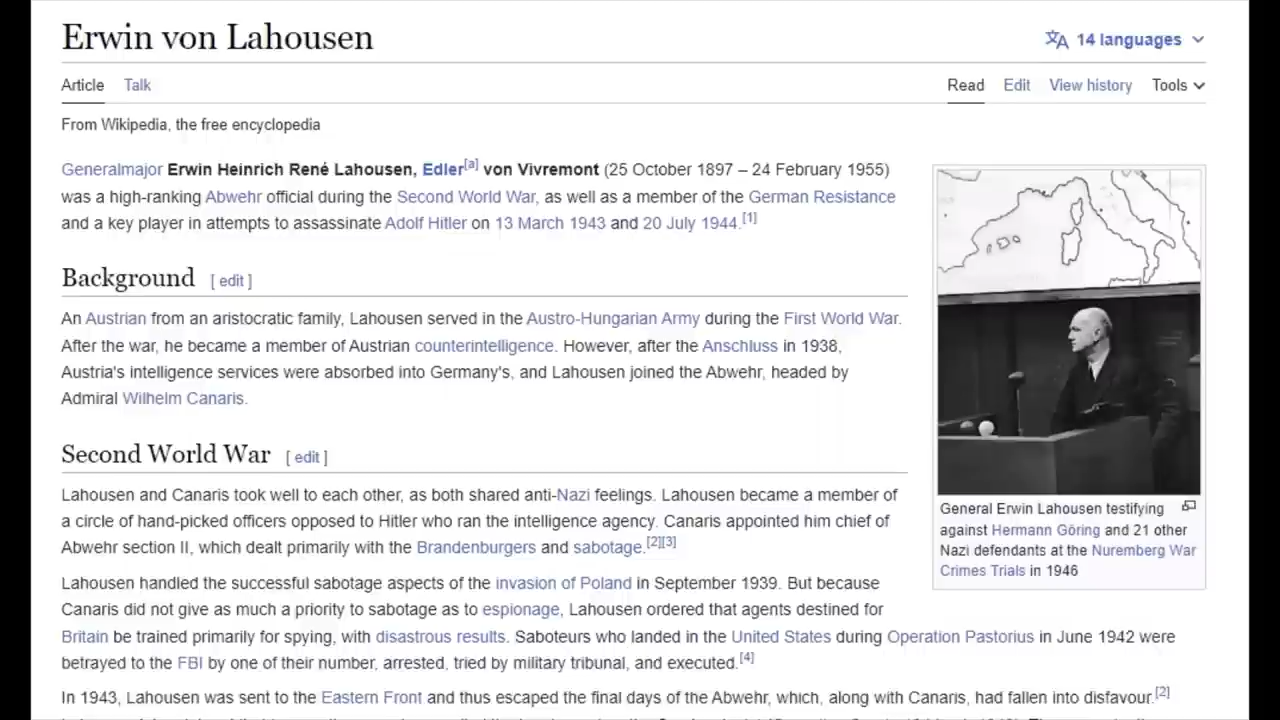 Erwin von Lahousen
14 languages
Article Talk
Read Edit View history Tools
From Wikipedia, the free encyclopedia
Generalmajor Erwin Heinrich René Lahousen, Edler[a] von Vivremont (25 October 1897 – 24 February 1955)
was a high-ranking Abwehr official during the Second World War, as well as a member of the German Resistance
and a key player in attempts to assassinate Adolf Hitler on 13 March 1943 and 20 July 1944.[1]
Background [ edit ]
An Austrian from an aristocratic family, Lahousen served in the Austro-Hungarian Army during the First World War.
After the war, he became a member of Austrian counterintelligence. However, after the Anschluss in 1938,
Austria's intelligence services were absorbed into Germany's, and Lahousen joined the Abwehr, headed by
Admiral Wilhelm Canaris.
Second World War [ edit ]
Lahousen and Canaris took well to each other, as both shared anti-Nazi feelings. Lahousen became a member of
a circle of hand-picked officers opposed to Hitler who ran the intelligence agency. Canaris appointed him chief of
Abwehr section II, which dealt primarily with the Brandenburgers and sabotage.[2][3]
General Erwin Lahousen testifying
against Hermann Göring and 21 other
Nazi defendants at the Nuremberg War
Crimes Trials in 1946
Lahousen handled the successful sabotage aspects of the invasion of Poland in September 1939. But because
Canaris did not give as much a priority to sabotage as to espionage, Lahousen ordered that agents destined for
Britain be trained primarily for spying, with disastrous results. Saboteurs who landed in the United States during Operation Pastorius in June 1942 were
betrayed to the FBI by one of their number, arrested, tried by military tribunal, and executed.[4]
In 1943, Lahousen was sent to the Eastern Front and thus escaped the final days of the Abwehr, which, along with Canaris, had fallen into disfavour.[2]